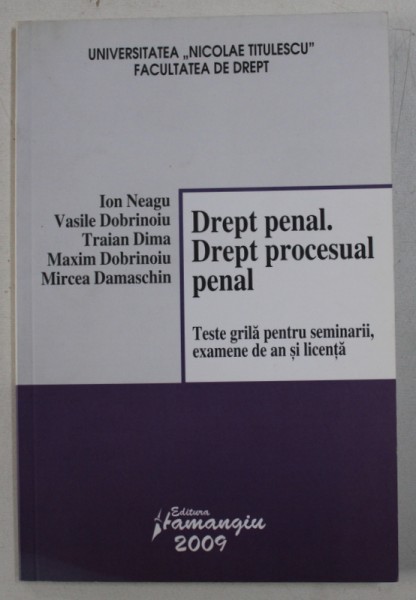 UNIVERSITATEA „NICOLAE TITULESCU”
FACULTATEA DE DREPT
Ion Neagu
Vasile Dobrinoiu
Traian Dima
Maxim Dobrinoiu
Mircea Damaschin
Drept penal.
Drept procesual
penal
Teste grilă pentru seminarii,
examene de an și licență
Editura
Hamangiu
2009